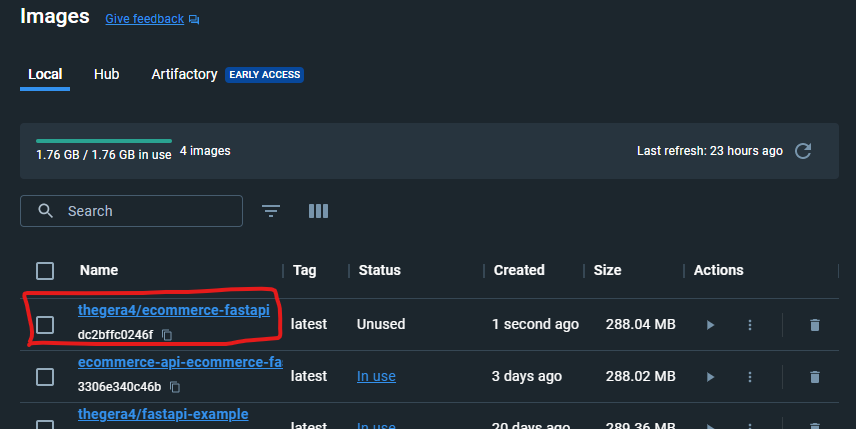 Images Give feedback
Local Hub Artifactory EARLY ACCESS
1.76 GB / 1.76 GB in use 4 images Last refresh: 23 hours ago
Search
Name Tag Status Created Size Actions
thegera4/ecommerce-fastapi
dc2bffc0246f
latest Unused 1 second ago 288.04 MB
ecommerce-api-ecommerce-fas
3306e340c46b
latest In use 3 days ago 288.02 MB
thegera4/fastapi-example
latest In use 20 days ago 289.36 MB